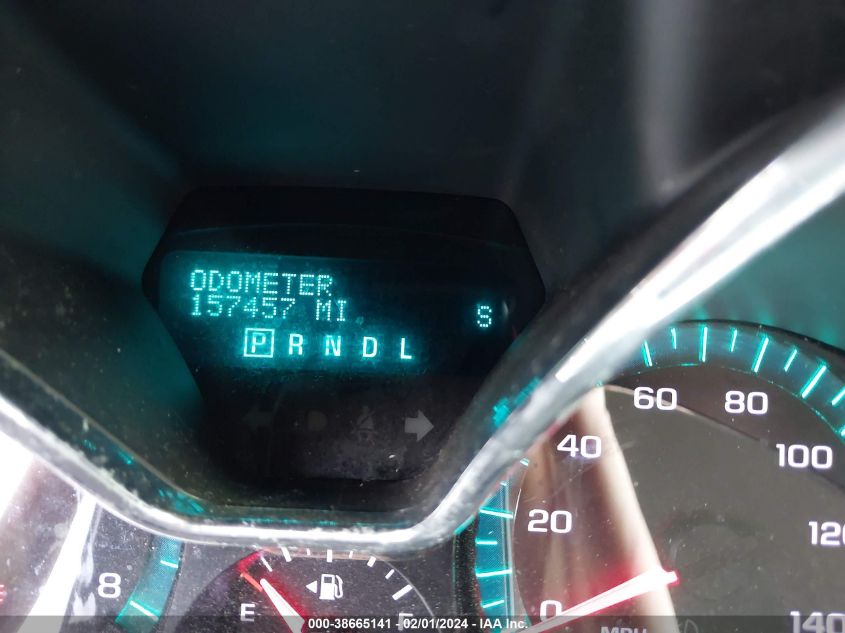 ODOMETER
157457 MI
S
P R N D L
60
80
40
100
20
120
8
0
140
E
F
MPH
000-38665141 - 02/01/2024 - IAA Inc.